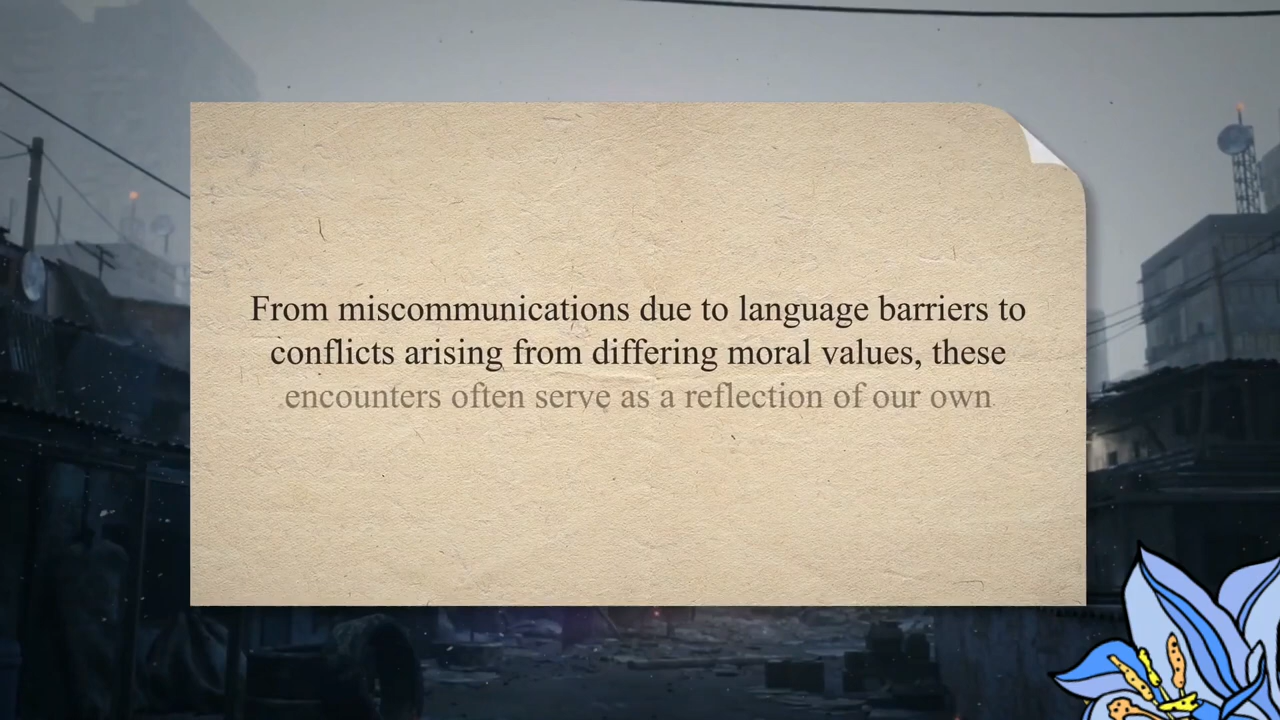 From miscommunications due to language barriers to
conflicts arising from differing moral values, these
encounters often serve as a reflection of our own